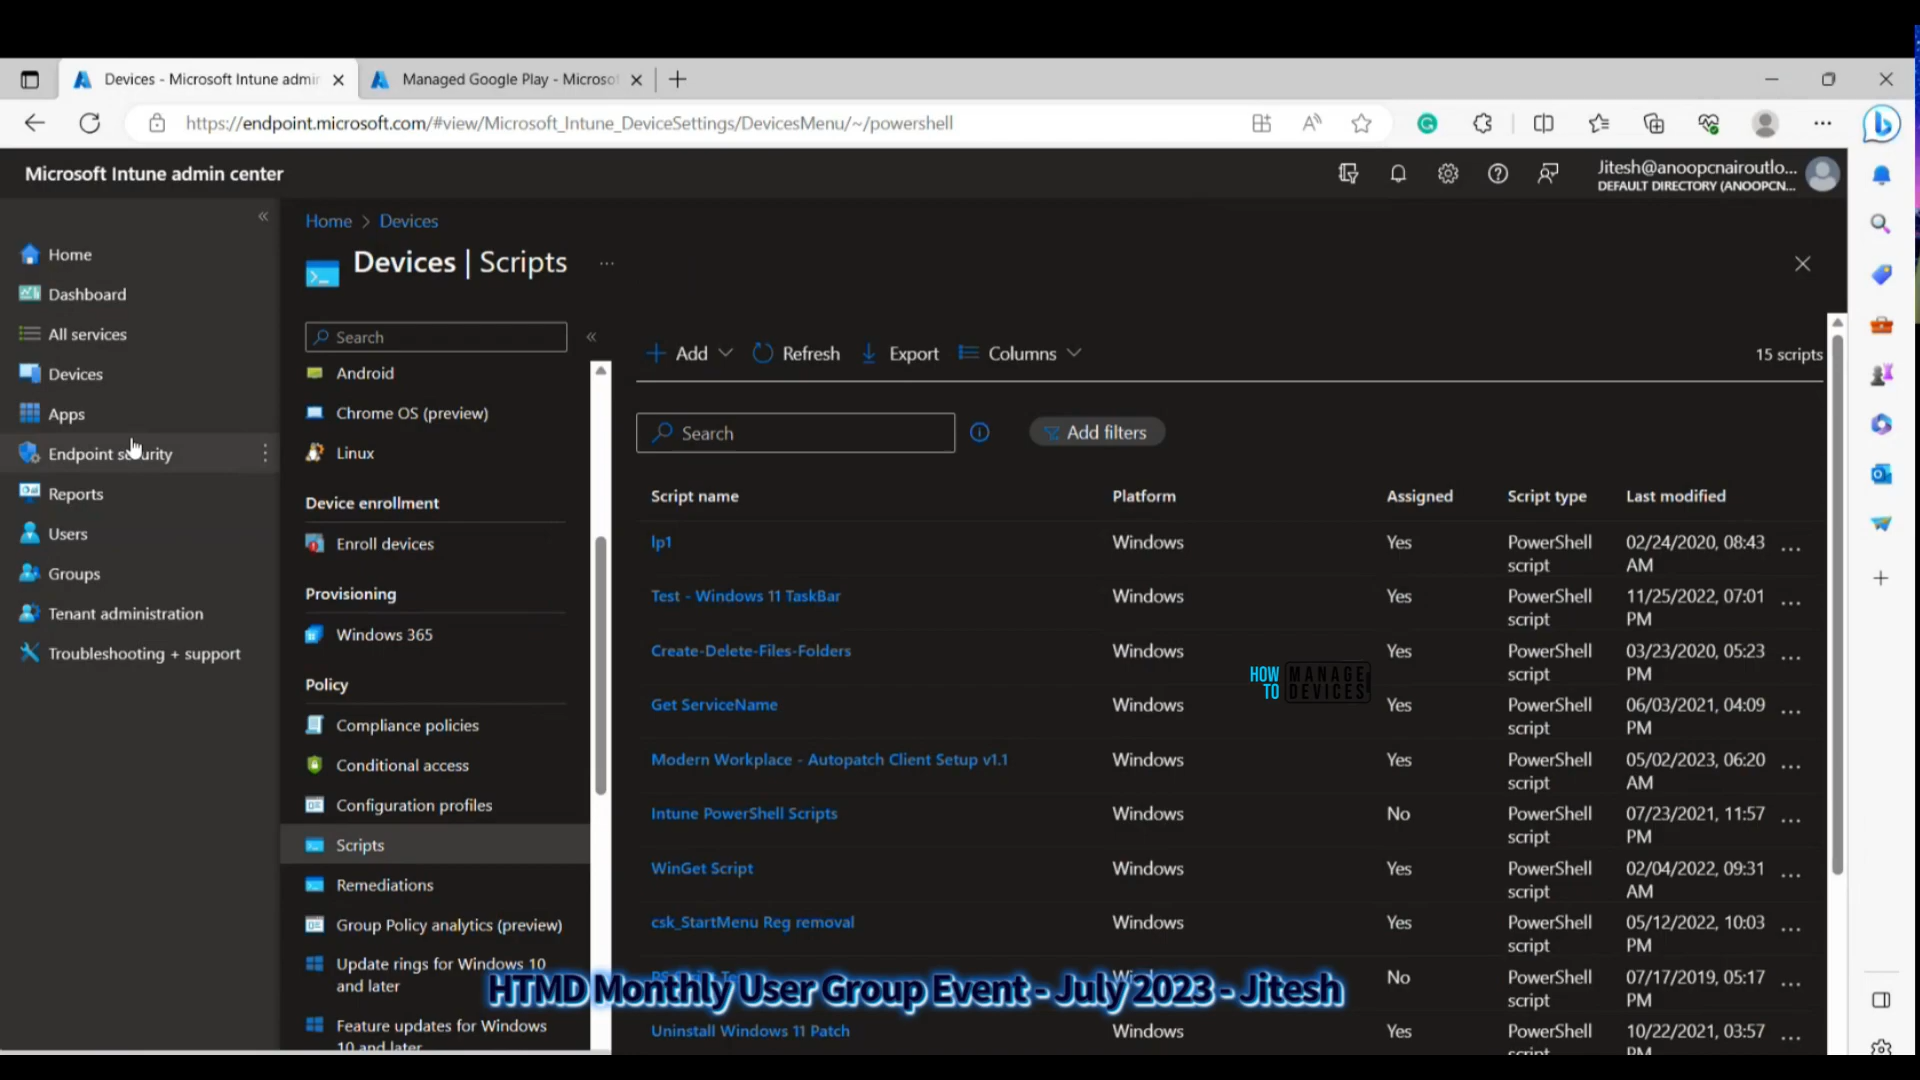 Devices - Microsoft Intune admin
Managed Google Play - Microsof
https://endpoint.microsoft.com/#view/Microsoft_Intune_DeviceSettings/DevicesMenu/~/powershell
Microsoft Intune admin center
Jitesh@anoopcnairoutlo...
DEFAULT DIRECTORY (ANOOPCN...
Home
Dashboard
All services
Devices
Apps
Endpoint security
Reports
Users
Groups
Tenant administration
Troubleshooting + support
Home > Devices
Devices | Scripts
Search
Android
Chrome OS (preview)
Linux
Device enrollment
Enroll devices
Provisioning
Windows 365
Policy
Compliance policies
Conditional access
Configuration profiles
Scripts
Remediations
Group Policy analytics (preview)
Update rings for Windows 10
and later
Feature updates for Windows
10 and later
Add Refresh Export Columns
15 scripts
Search
Add filters
Script name Platform Assigned Script type Last modified
lp1 Windows Yes PowerShell script 02/24/2020, 08:43 AM
Test - Windows 11 TaskBar Windows Yes PowerShell script 11/25/2022, 07:01 PM
Create-Delete-Files-Folders Windows Yes PowerShell script 03/23/2020, 05:23 PM
Get ServiceName Windows Yes PowerShell script 06/03/2021, 04:09 PM
Modern Workplace - Autopatch Client Setup v1.1 Windows Yes PowerShell script 05/02/2023, 06:20 AM
Intune PowerShell Scripts Windows No PowerShell script 07/23/2021, 11:57 PM
WinGet Script Windows Yes PowerShell script 02/04/2022, 09:31 AM
csk_StartMenu Reg removal Windows Yes PowerShell script 05/12/2022, 10:03 PM
No PowerShell script 07/17/2019, 05:17 PM
Uninstall Windows 11 Patch Windows Yes PowerShell script 10/22/2021, 03:57 PM
HOW TO MANAGE DEVICES
HTMD Monthly User Group Event - July 2023 - Jitesh